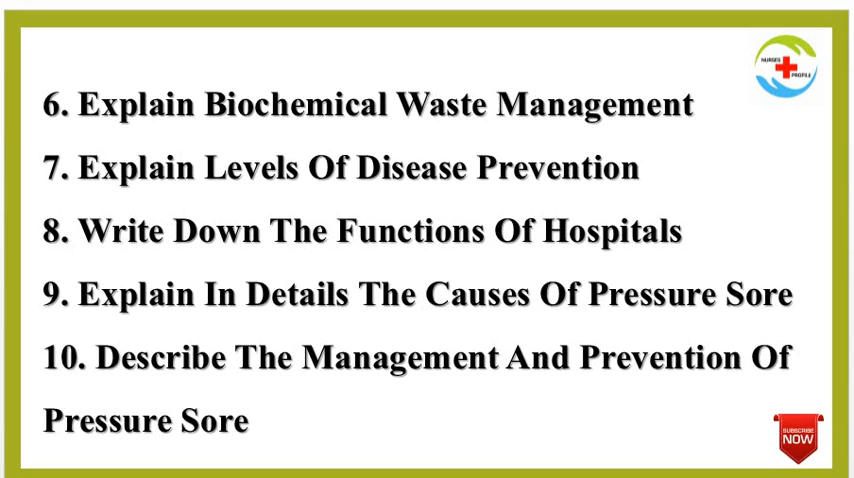 NURSES
PROFILE
6. Explain Biochemical Waste Management
7. Explain Levels Of Disease Prevention
8. Write Down The Functions Of Hospitals
9. Explain In Details The Causes Of Pressure Sore
10. Describe The Management And Prevention Of
Pressure Sore
SUBSCRIBE
NOW